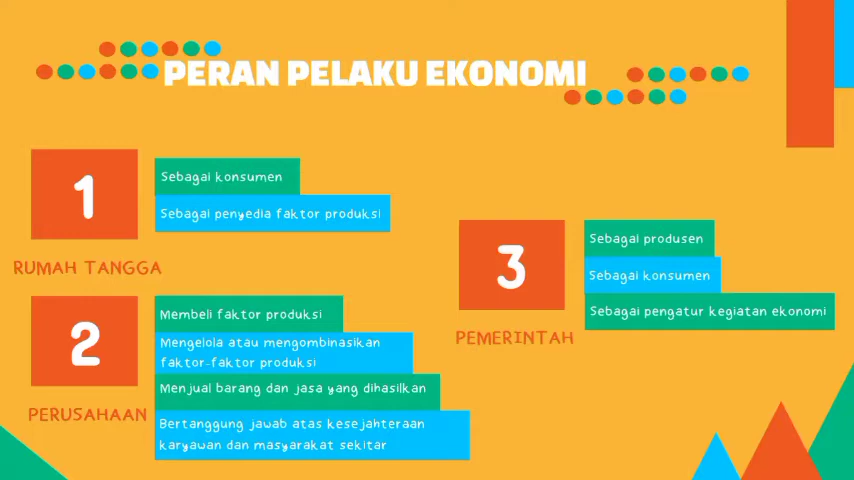 PERAN PELAKU EKONOMI
1
Sebagai konsumen
Sebagai penyedia faktor produksi
RUMAH TANGGA
2
Membeli faktor produksi
Mengelola atau mengombinasikan
faktor-faktor produksi
Menjual barang dan jasa yang dihasilkan
Bertanggung jawab atas kesejahteraan
karyawan dan masyarakat sekitar
PERUSAHAAN
3
Sebagai produsen
Sebagai konsumen
Sebagai pengatur kegiatan ekonomi
PEMERINTAH